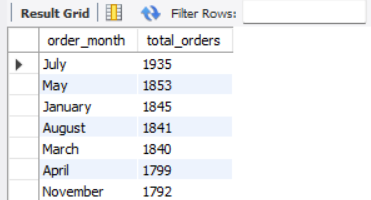 Result Grid Filter Rows:
order_month total_orders
July 1935
May 1853
January 1845
August 1841
March 1840
April 1799
November 1792